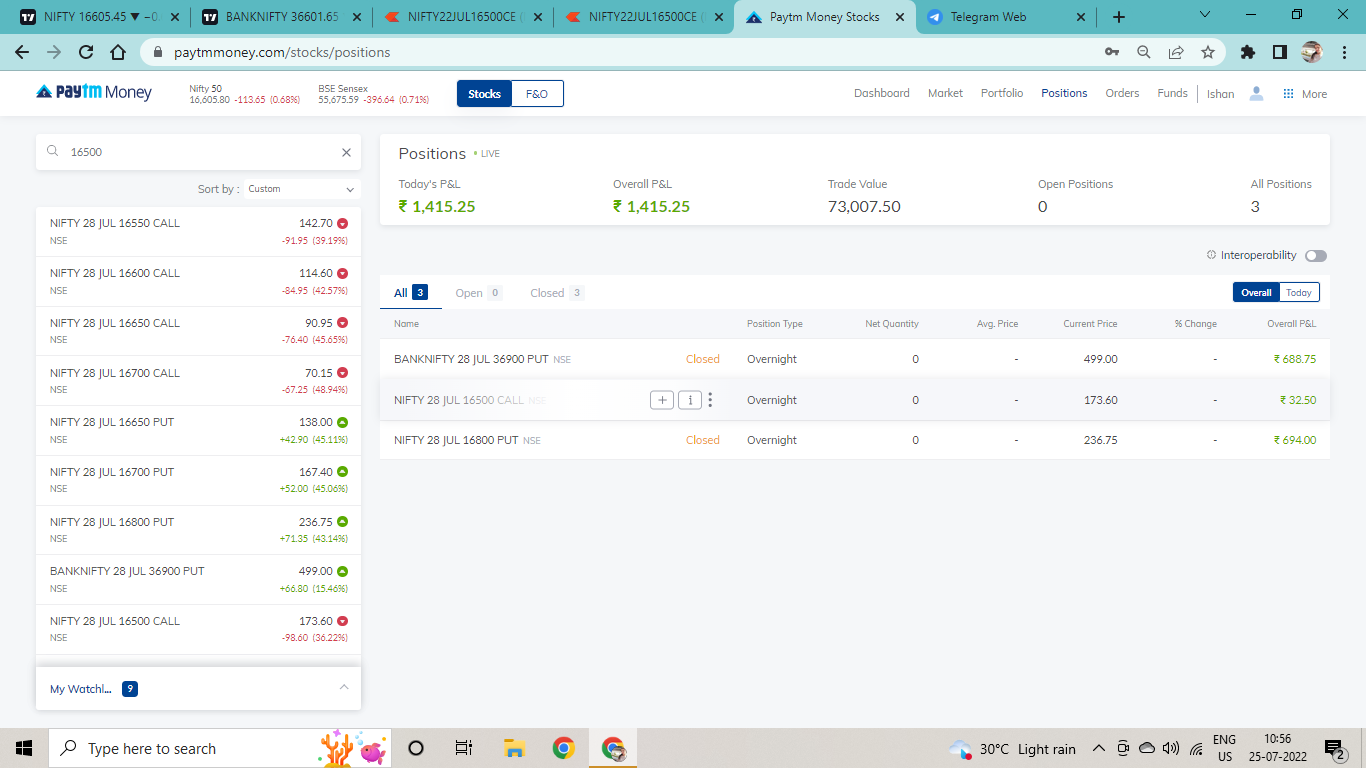 NIFTY 16605.45 ▼ −0.
BANKNIFTY 36601.65
NIFTY22JUL16500CE (
NIFTY22JUL16500CE (
Paytm Money Stocks
Telegram Web
paytmmoney.com/stocks/positions
paytm Money
Nifty 50
16,605.80 -113.65 (0.68%)
BSE Sensex
55,675.59 -396.64 (0.71%)
Stocks
F&O
Dashboard
Market
Portfolio
Positions
Orders
Funds
Ishan
More
16500
Sort by :
Custom
NIFTY 28 JUL 16550 CALL 142.70
NSE -91.95 (39.19%)
NIFTY 28 JUL 16600 CALL 114.60
NSE -84.95 (42.57%)
NIFTY 28 JUL 16650 CALL 90.95
NSE -76.40 (45.65%)
NIFTY 28 JUL 16700 CALL 70.15
NSE -67.25 (48.94%)
NIFTY 28 JUL 16650 PUT 138.00
NSE +42.90 (45.11%)
NIFTY 28 JUL 16700 PUT 167.40
NSE +52.00 (45.06%)
NIFTY 28 JUL 16800 PUT 236.75
NSE +71.35 (43.14%)
BANKNIFTY 28 JUL 36900 PUT 499.00
NSE +66.80 (15.46%)
NIFTY 28 JUL 16500 CALL 173.60
NSE -98.60 (36.22%)
My Watchl... 9
Positions • LIVE
Today's P&L Overall P&L Trade Value Open Positions All Positions
₹ 1,415.25 ₹ 1,415.25 73,007.50 0 3
Interoperability
All 3 Open 0 Closed 3 Overall Today
Name Position Type Net Quantity Avg. Price Current Price % Change Overall P&L
BANKNIFTY 28 JUL 36900 PUT NSE Closed Overnight 0 - 499.00 - ₹ 688.75
NIFTY 28 JUL 16500 CALL NSE Overnight 0 - 173.60 - ₹ 32.50
NIFTY 28 JUL 16800 PUT NSE Closed Overnight 0 - 236.75 - ₹ 694.00
Type here to search
30°C Light rain
ENG
US
10:56
25-07-2022
2